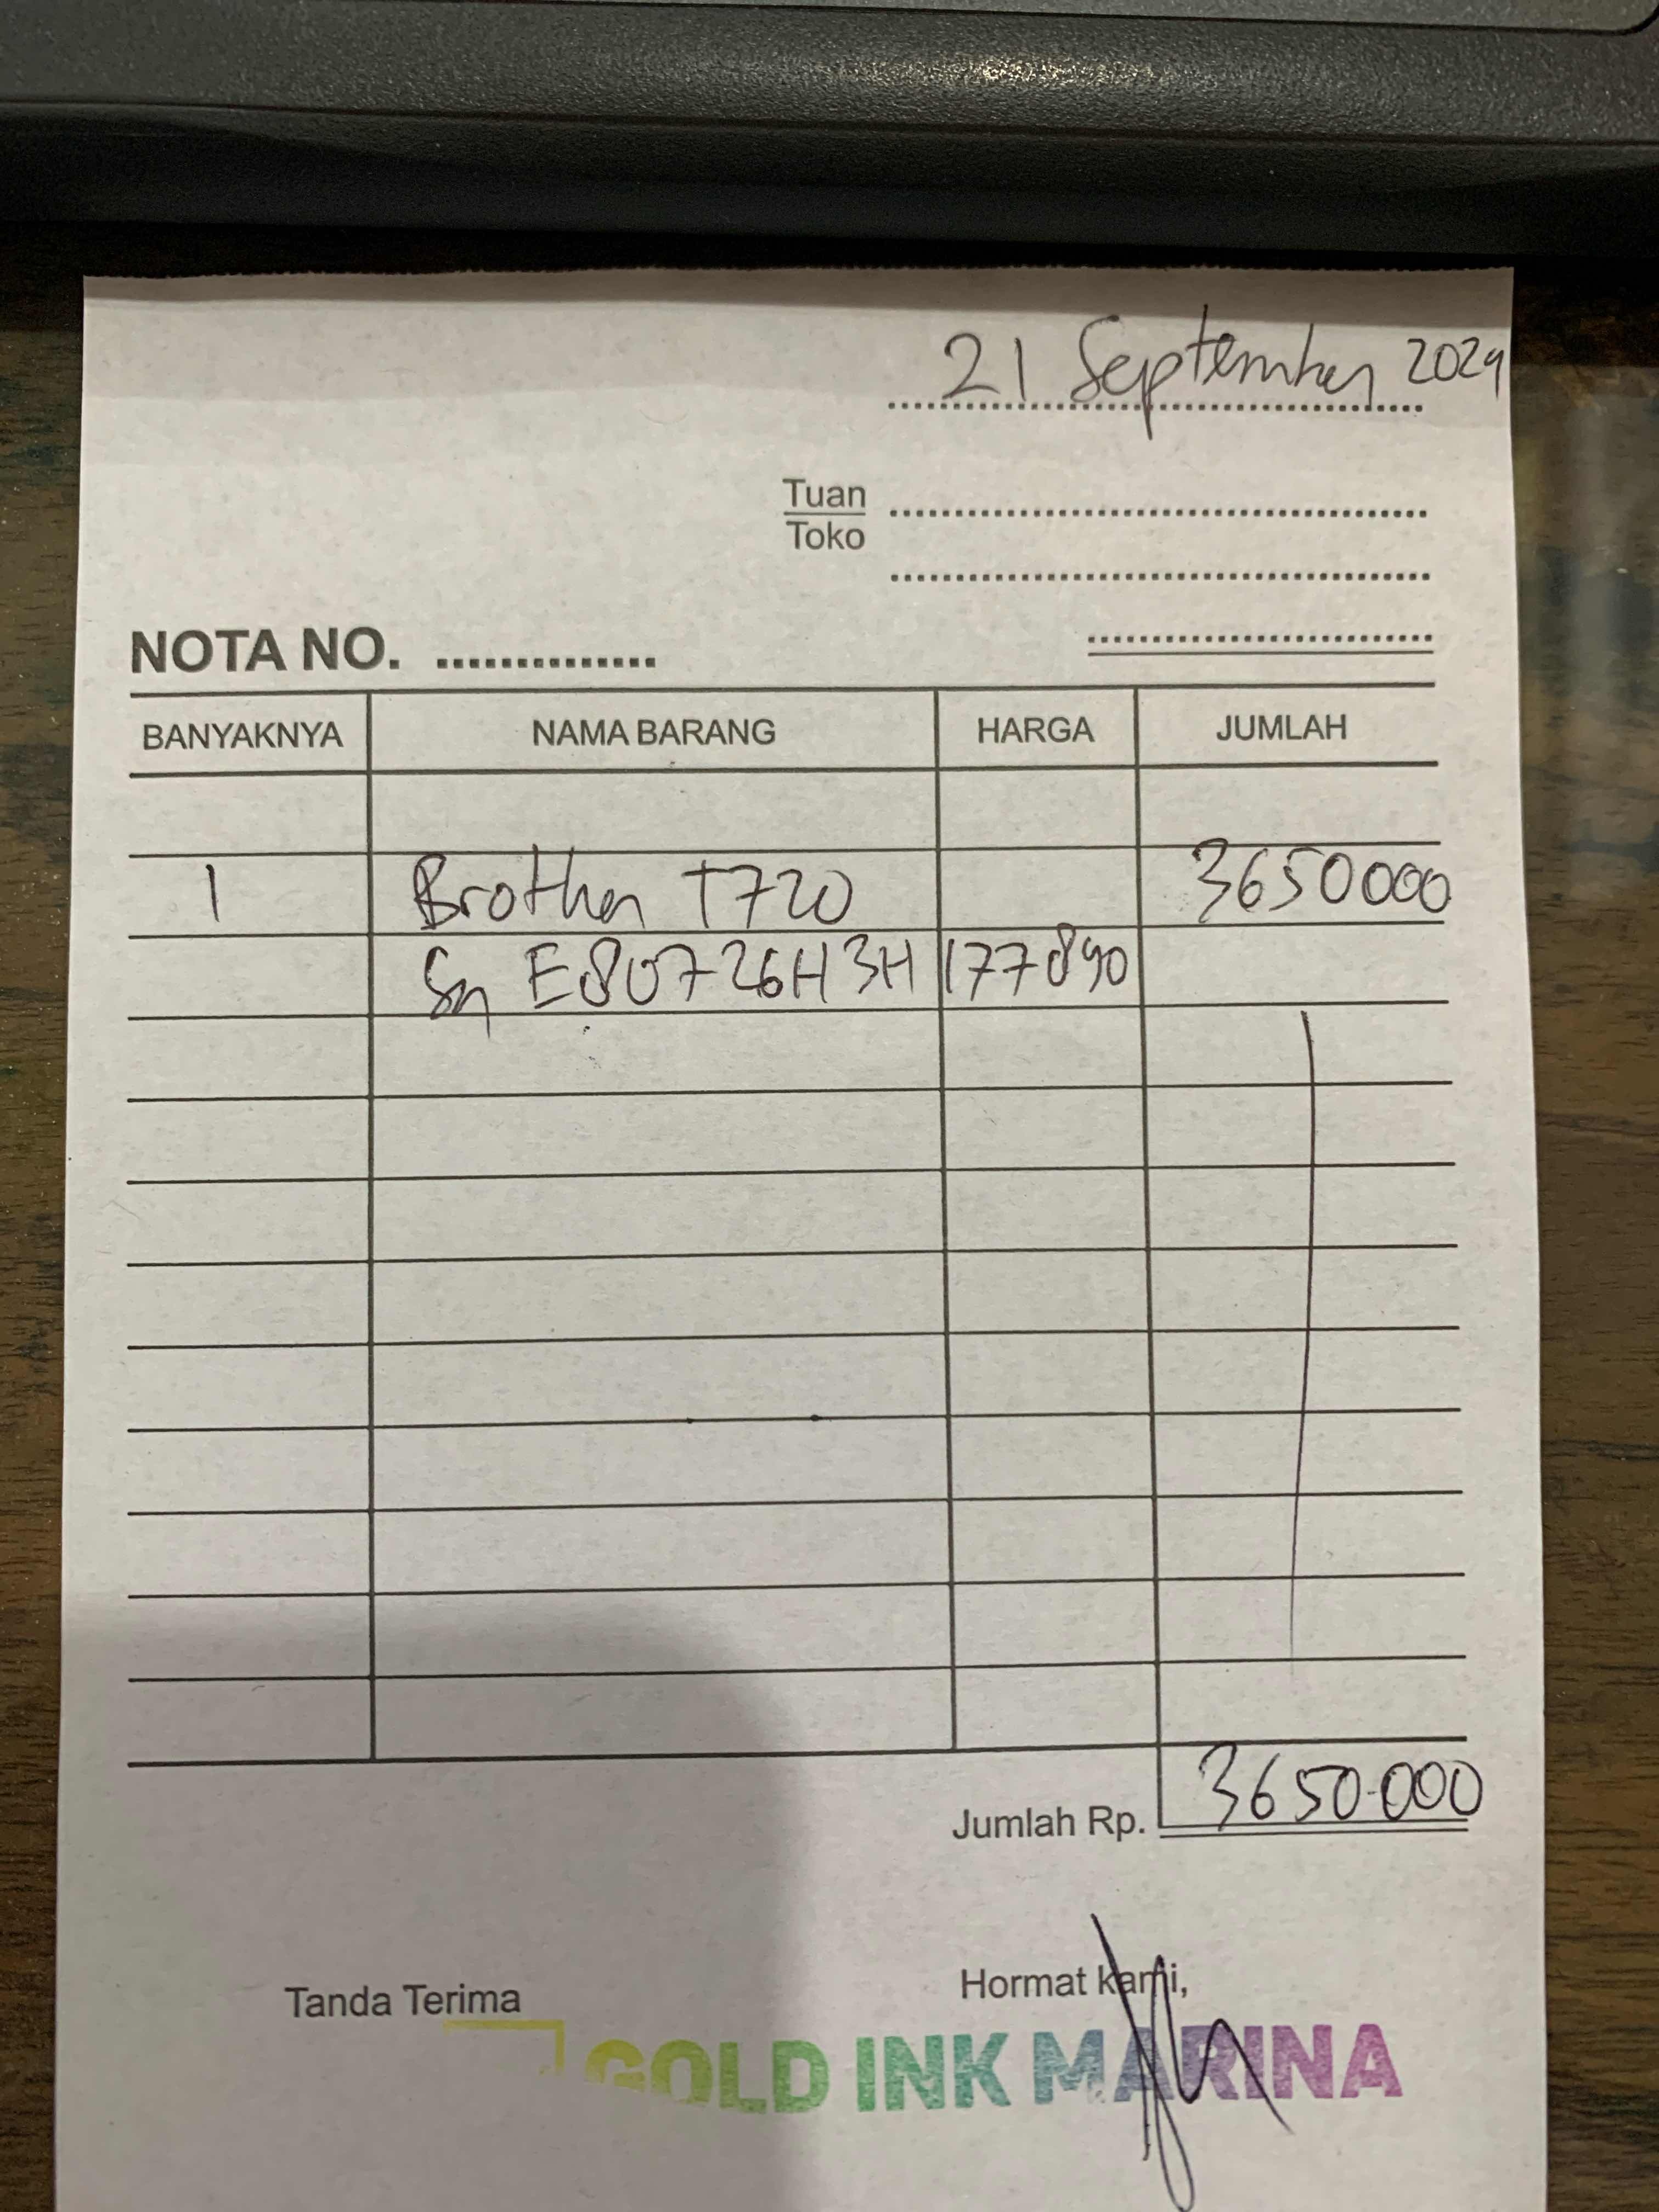 21 September 2024
Tuan
Toko
NOTA NO. ..............
BANYAKNYA NAMA BARANG HARGA JUMLAH
1 Brother T720 3650000
Sn E80726H3H177890
Jumlah Rp. 3650.000
Tanda Terima Hormat kami,
GOLD INK MARINA